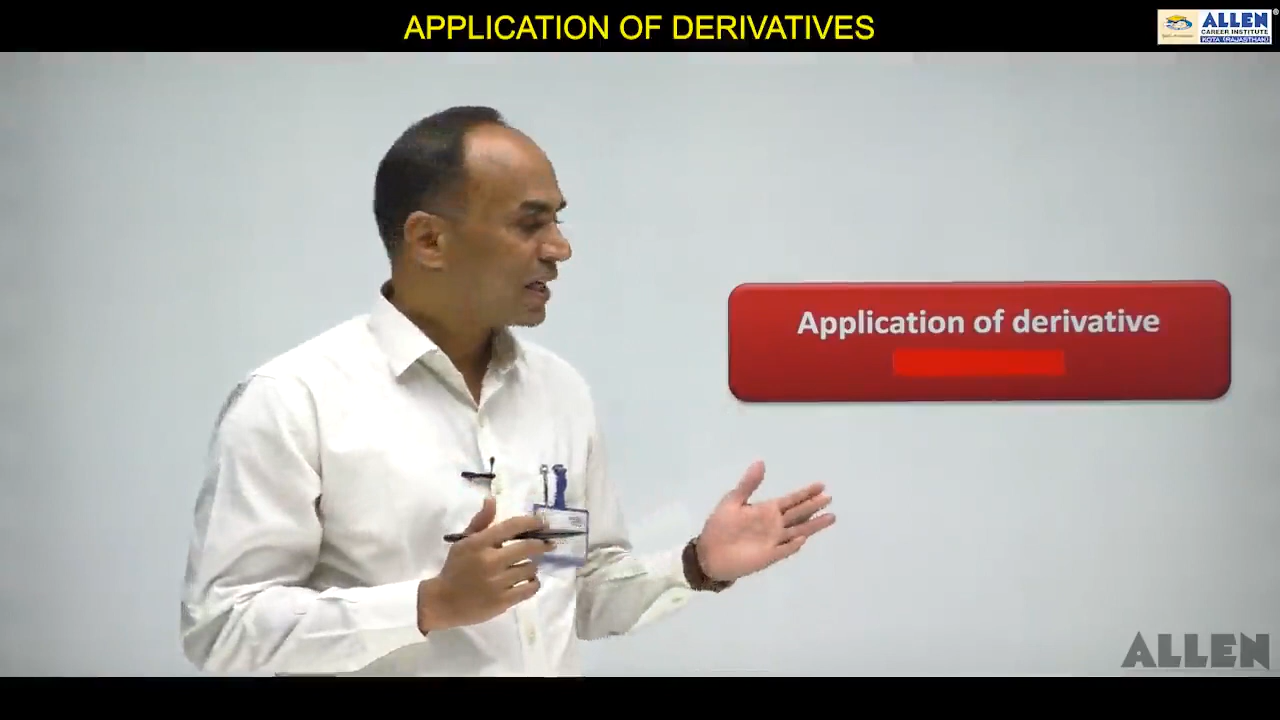 APPLICATION OF DERIVATIVES
ALLEN
CAREER INSTITUTE
KOTA (RAJASTHAN)
Application of derivative
ALLEN